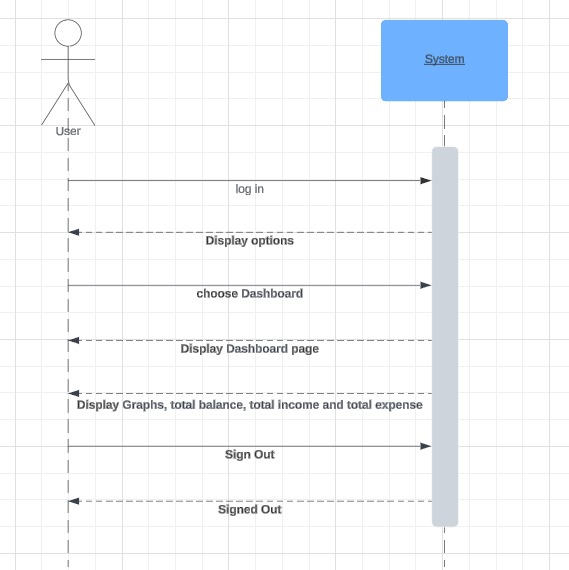 System
User
log in
Display options
choose Dashboard
Display Dashboard page
Display Graphs, total balance, total income and total expense
Sign Out
Signed Out